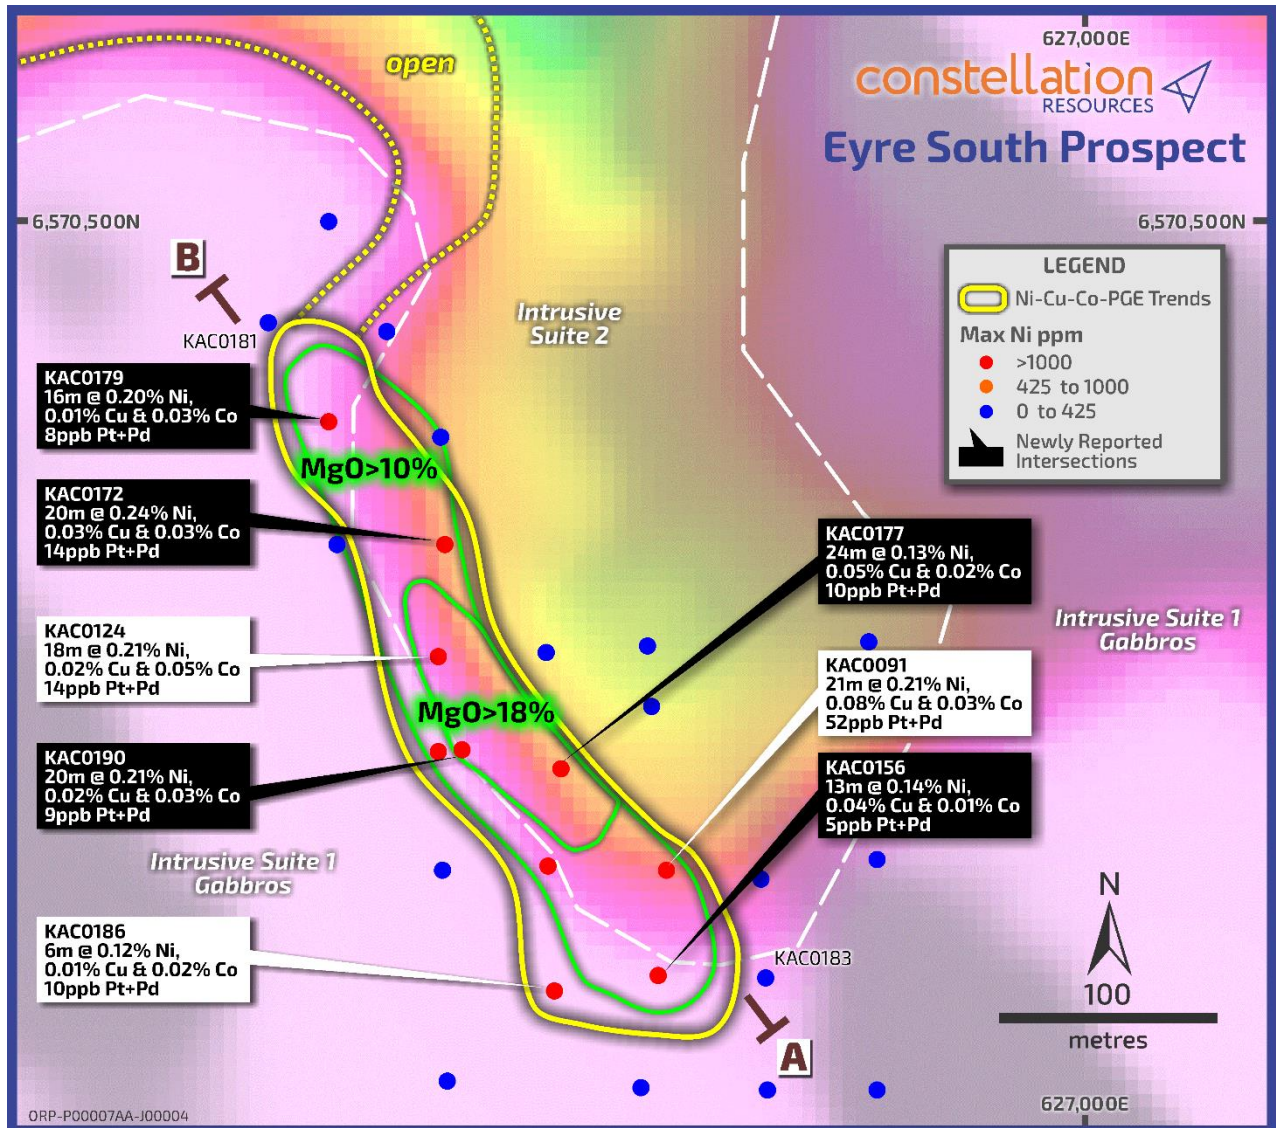 627,000E
open
constellation
RESOURCES
Eyre South Prospect
6,570,500N
6,570,500N
B
LEGEND
Ni-Cu-Co-PGE Trends
Max Ni ppm
>1000
425 to 1000
0 to 425
Newly Reported
Intersections
Intrusive
Suite 2
KAC0181
KAC0179
16m @ 0.20% Ni,
0.01% Cu & 0.03% Co
8ppb Pt+Pd
MgO>10%
KAC0172
20m @ 0.24% Ni,
0.03% Cu & 0.03% Co
14ppb Pt+Pd
KAC0177
24m @ 0.13% Ni,
0.05% Cu & 0.02% Co
10ppb Pt+Pd
KAC0124
18m @ 0.21% Ni,
0.02% Cu & 0.05% Co
14ppb Pt+Pd
Intrusive Suite 1
Gabbros
KAC0091
21m @ 0.21% Ni,
0.08% Cu & 0.03% Co
52ppb Pt+Pd
MgO>18%
KAC0190
20m @ 0.21% Ni,
0.02% Cu & 0.03% Co
9ppb Pt+Pd
KAC0156
13m @ 0.14% Ni,
0.04% Cu & 0.01% Co
5ppb Pt+Pd
Intrusive Suite 1
Gabbros
KAC0186
6m @ 0.12% Ni,
0.01% Cu & 0.02% Co
10ppb Pt+Pd
KAC0183
N
100
metres
A
627,000E
ORP-P00007AA-J00004